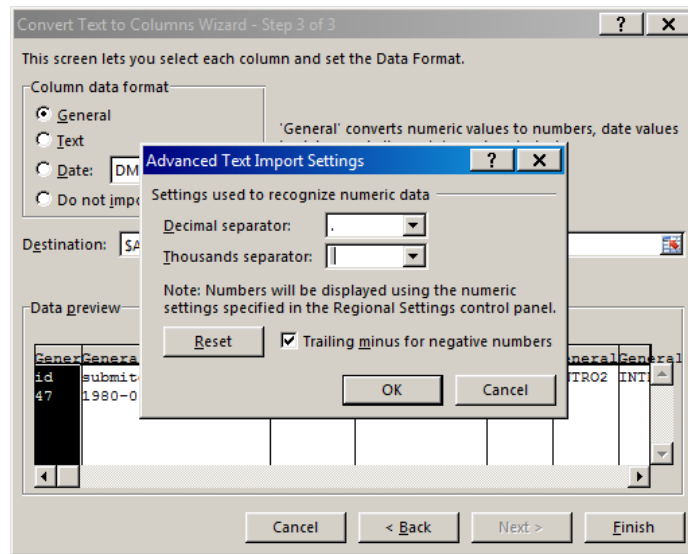 Convert Text to Columns Wizard - Step 3 of 3
This screen lets you select each column and set the Data Format.
Column data format
General
Text
Date: DM
Do not impo
'General' converts numeric values to numbers, date values
Advanced Text Import Settings
Settings used to recognize numeric data
Decimal separator: .
Thousands separator:
Note: Numbers will be displayed using the numeric
settings specified in the Regional Settings control panel.
Reset
Trailing minus for negative numbers
OK
Cancel
Destination: $A
Data preview
Gener Genera eneral General
id submit TRO2 INT
47 1980-0
Cancel
< Back
Next >
Finish